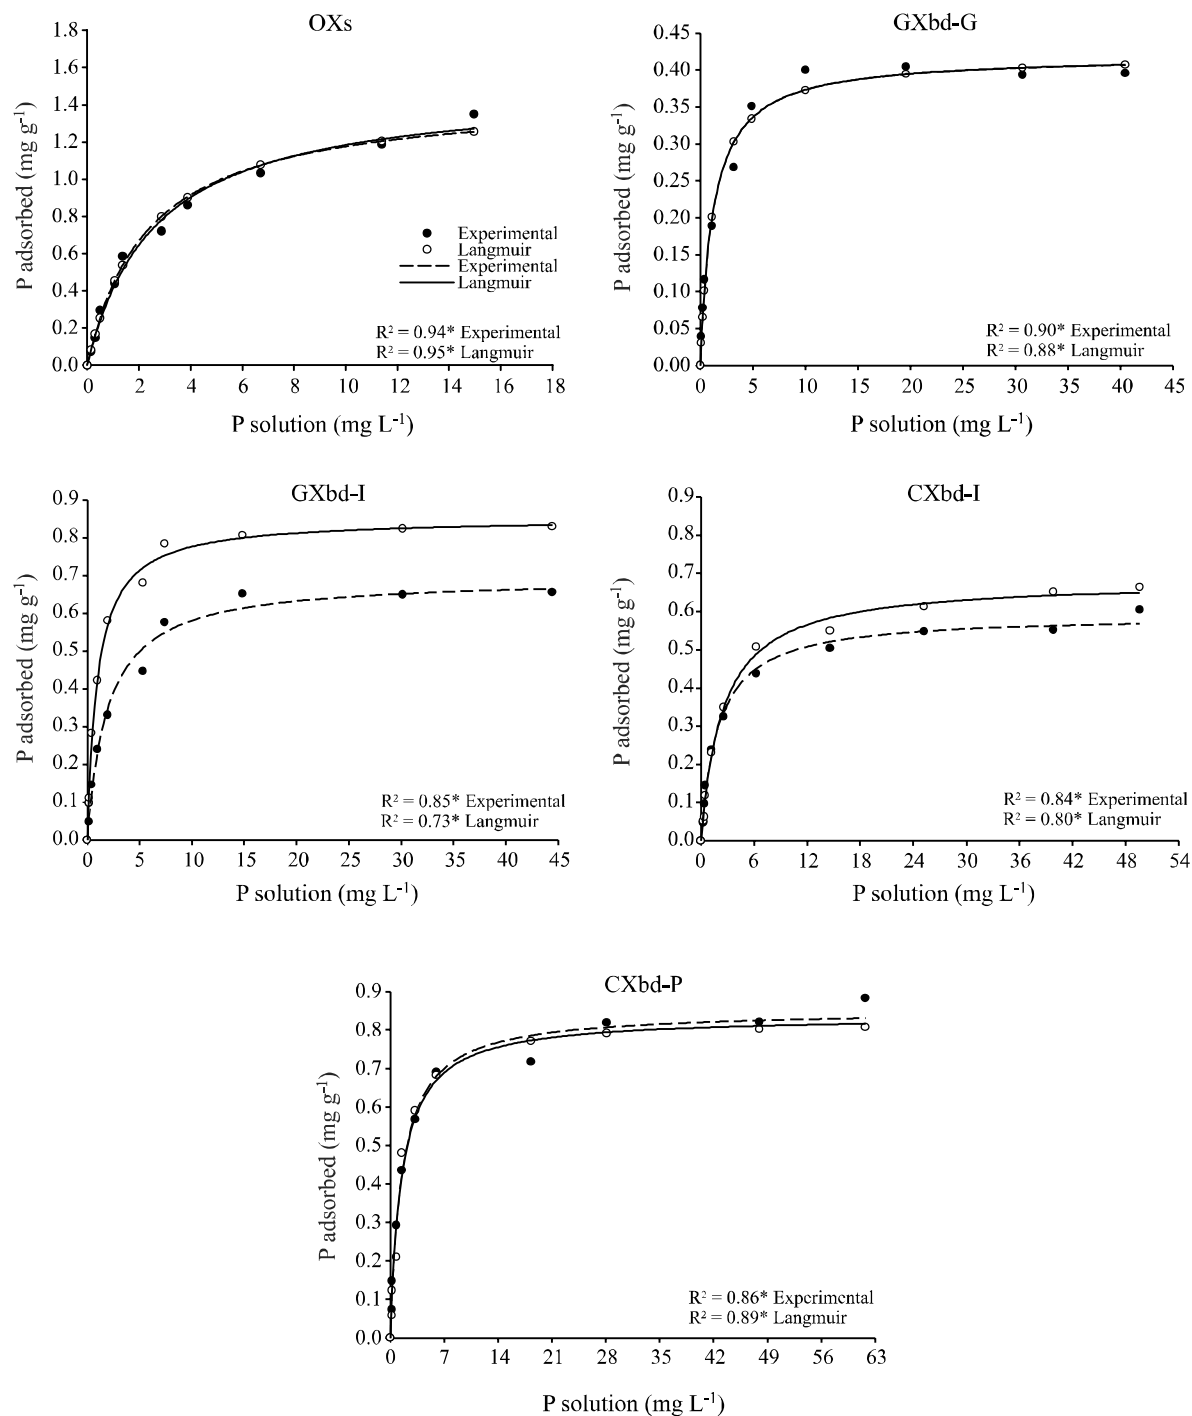 OXs
P adsorbed (mg g⁻¹)
1.8
1.6
1.4
1.2
1.0
0.8
0.6
0.4
0.2
0.0
0 2 4 6 8 10 12 14 16 18
P solution (mg L⁻¹)
Experimental
Langmuir
Experimental
Langmuir
R² = 0.94* Experimental
R² = 0.95* Langmuir
GXbd-G
P adsorbed (mg g⁻¹)
0.40
0.35
0.30
0.25
0.20
0.15
0.10
0.05
0.00
0 5 10 15 20 25 30 35 40 45
P solution (mg L⁻¹)
R² = 0.90* Experimental
R² = 0.88* Langmuir
GXbd-I
P adsorbed (mg g⁻¹)
0.9
0.8
0.7
0.6
0.5
0.4
0.3
0.2
0.1
0.0
0 5 10 15 20 25 30 35 40 45
P solution (mg L⁻¹)
R² = 0.85* Experimental
R² = 0.73* Langmuir
CXbd-I
P adsorbed (mg g⁻¹)
0.9
0.8
0.7
0.6
0.5
0.4
0.3
0.2
0.1
0.0
0 6 12 18 24 30 36 42 48 54
P solution (mg L⁻¹)
R² = 0.84* Experimental
R² = 0.80* Langmuir
CXbd-P
P adsorbed (mg g⁻¹)
0.9
0.8
0.7
0.6
0.5
0.4
0.3
0.2
0.1
0.0
0 7 14 21 28 35 42 49 56 63
P solution (mg L⁻¹)
R² = 0.86* Experimental
R² = 0.89* Langmuir